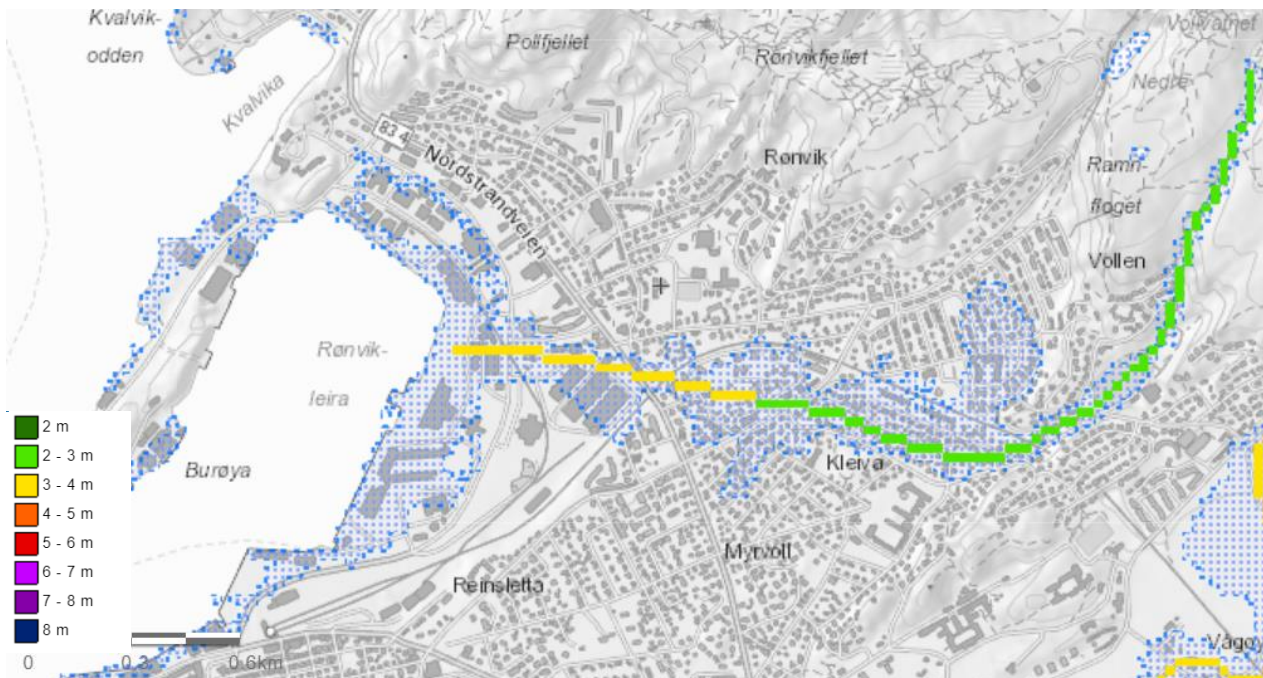 Kvalvik-
odden
Kvalvika
Pollfjellet
Rønvikfjellet
Vollvatnet
Nedre
83 4
Nordstrandveien
Rønvik
Ramn-
floget
Vollen
Rønvik-
leira
Burøya
Kleiva
Myrvoll
Reinsletta
Vågøy
2 m
2 - 3 m
3 - 4 m
4 - 5 m
5 - 6 m
6 - 7 m
7 - 8 m
8 m
0 0.3 0.6km